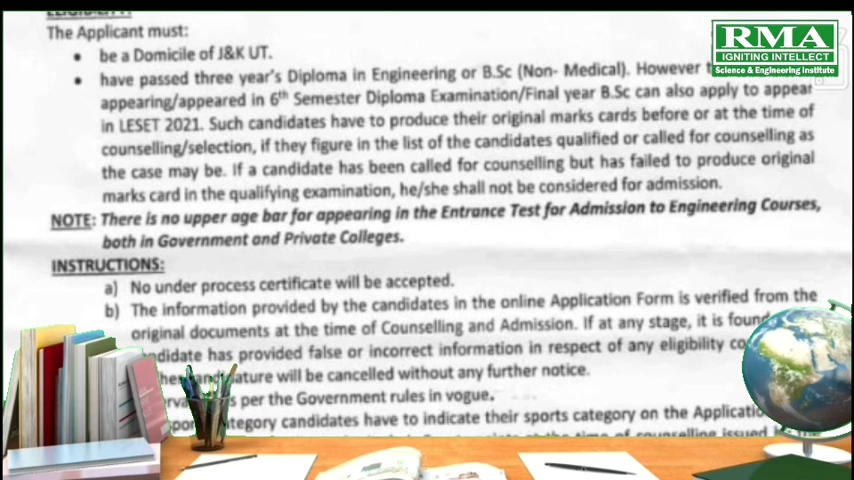 ELIGIBILITY:
The Applicant must:
• be a Domicile of J&K UT.
• have passed three year's Diploma in Engineering or B.Sc (Non- Medical). However
appearing/appeared in 6th Semester Diploma Examination/Final year B.Sc can also apply to appear
in LESET 2021. Such candidates have to produce their original marks cards before or at the time of
counselling/selection, if they figure in the list of the candidates qualified or called for counselling as
the case may be. If a candidate has been called for counselling but has failed to produce original
marks card in the qualifying examination, he/she shall not be considered for admission.
NOTE: There is no upper age bar for appearing in the Entrance Test for Admission to Engineering Courses,
both in Government and Private Colleges.
INSTRUCTIONS:
a) No under process certificate will be accepted.
b) The information provided by the candidates in the online Application Form is verified from the
original documents at the time of Counselling and Admission. If at any stage, it is found
candidate has provided false or incorrect information in respect of any eligibility
will be cancelled without any further notice.
as per the Government rules in vogue.
category candidates have to indicate their sports category on the
at the time of counselling issued
RMA
IGNITING INTELLECT
Science & Engineering Institute